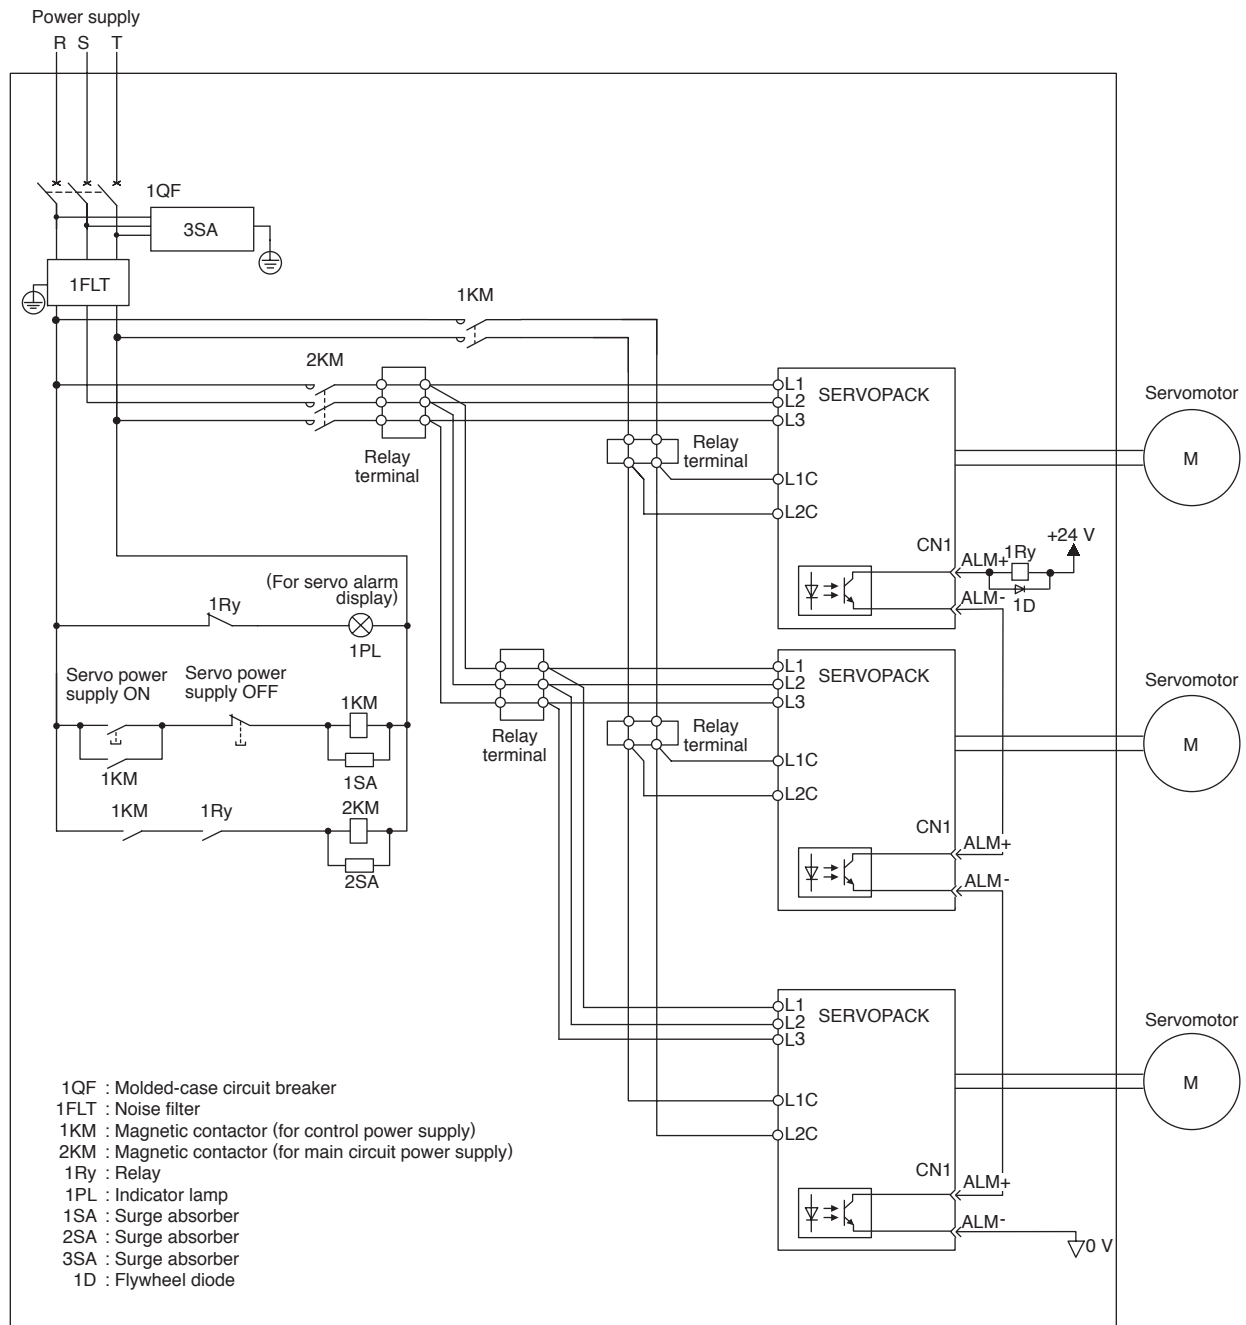 Power supply
R S T
1QF
3SA
1FLT
1KM
2KM
Relay
terminal
L1
L2
L3
SERVOPACK
Relay
terminal
L1C
L2C
CN1
ALM+
ALM-
1Ry
1D
+24 V
Servomotor
M
(For servo alarm
display)
1Ry
1PL
Servo power
supply ON
Servo power
supply OFF
1KM
1KM
1SA
1KM
1Ry
2KM
2SA
Relay
terminal
L1
L2
L3
SERVOPACK
Relay
terminal
L1C
L2C
CN1
ALM+
ALM-
Servomotor
M
L1
L2
L3
SERVOPACK
L1C
L2C
CN1
ALM+
ALM-
0 V
Servomotor
M
1QF : Molded-case circuit breaker
1FLT : Noise filter
1KM : Magnetic contactor (for control power supply)
2KM : Magnetic contactor (for main circuit power supply)
1Ry : Relay
1PL : Indicator lamp
1SA : Surge absorber
2SA : Surge absorber
3SA : Surge absorber
1D : Flywheel diode